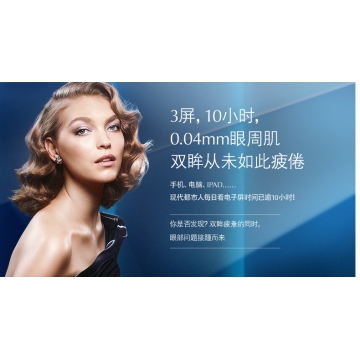 3屏，10小时，
0.04mm眼周肌
双眸从未如此疲倦
手机、电脑、IPAD……
现代都市人每日看电子屏时间已逾10小时！
你是否发现？双眸疲惫的同时，
眼部问题接踵而来